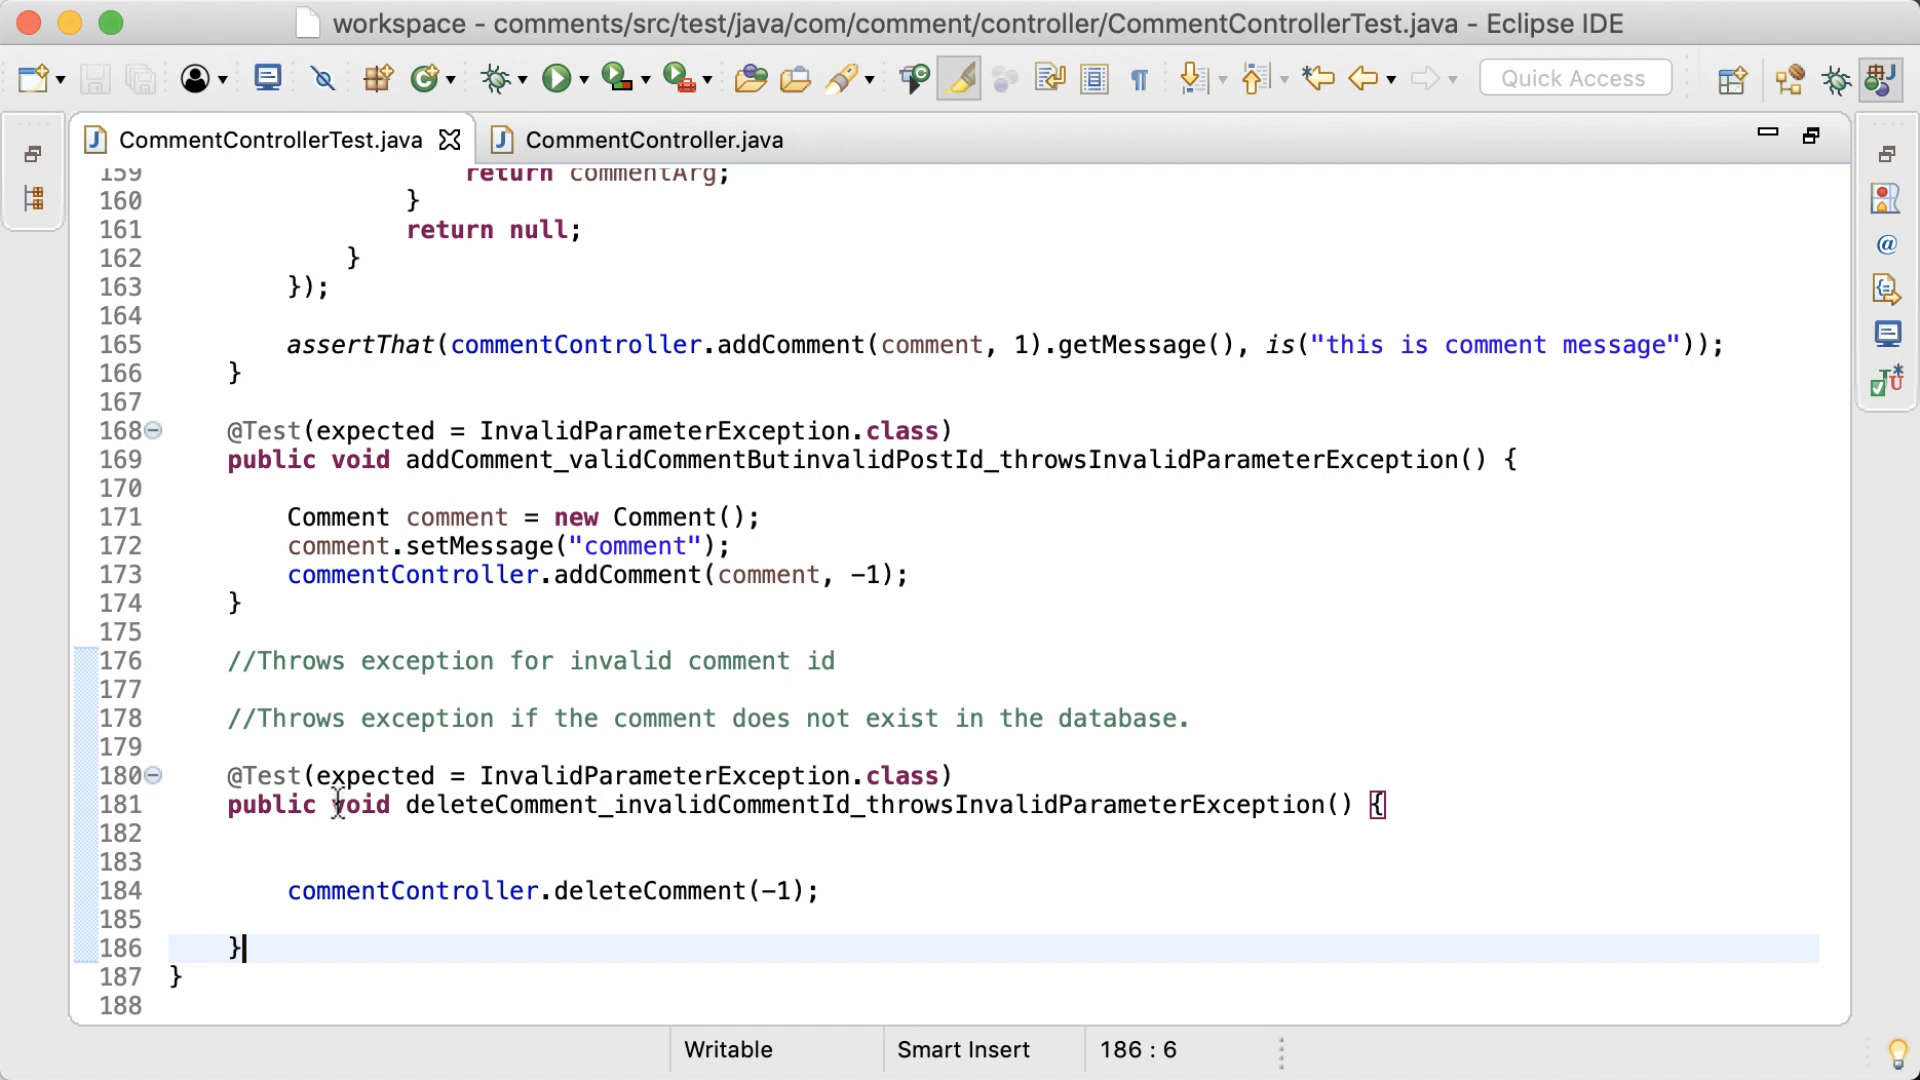 workspace - comments/src/test/java/com/comment/controller/CommentControllerTest.java - Eclipse IDE
Quick Access
CommentControllerTest.java
CommentController.java
159 return commentArg;
160 }
161 return null;
162 }
163 });
164
165 assertThat(commentController.addComment(comment, 1).getMessage(), is("this is comment message"));
166 }
167
168 @Test(expected = InvalidParameterException.class)
169 public void addComment_validCommentButinvalidPostId_throwsInvalidParameterException() {
170
171 Comment comment = new Comment();
172 comment.setMessage("comment");
173 commentController.addComment(comment, -1);
174 }
175
176 //Throws exception for invalid comment id
177
178 //Throws exception if the comment does not exist in the database.
179
180 @Test(expected = InvalidParameterException.class)
181 public void deleteComment_invalidCommentId_throwsInvalidParameterException() {
182
183
184 commentController.deleteComment(-1);
185
186 }
187 }
188
Writable
Smart Insert
186 : 6